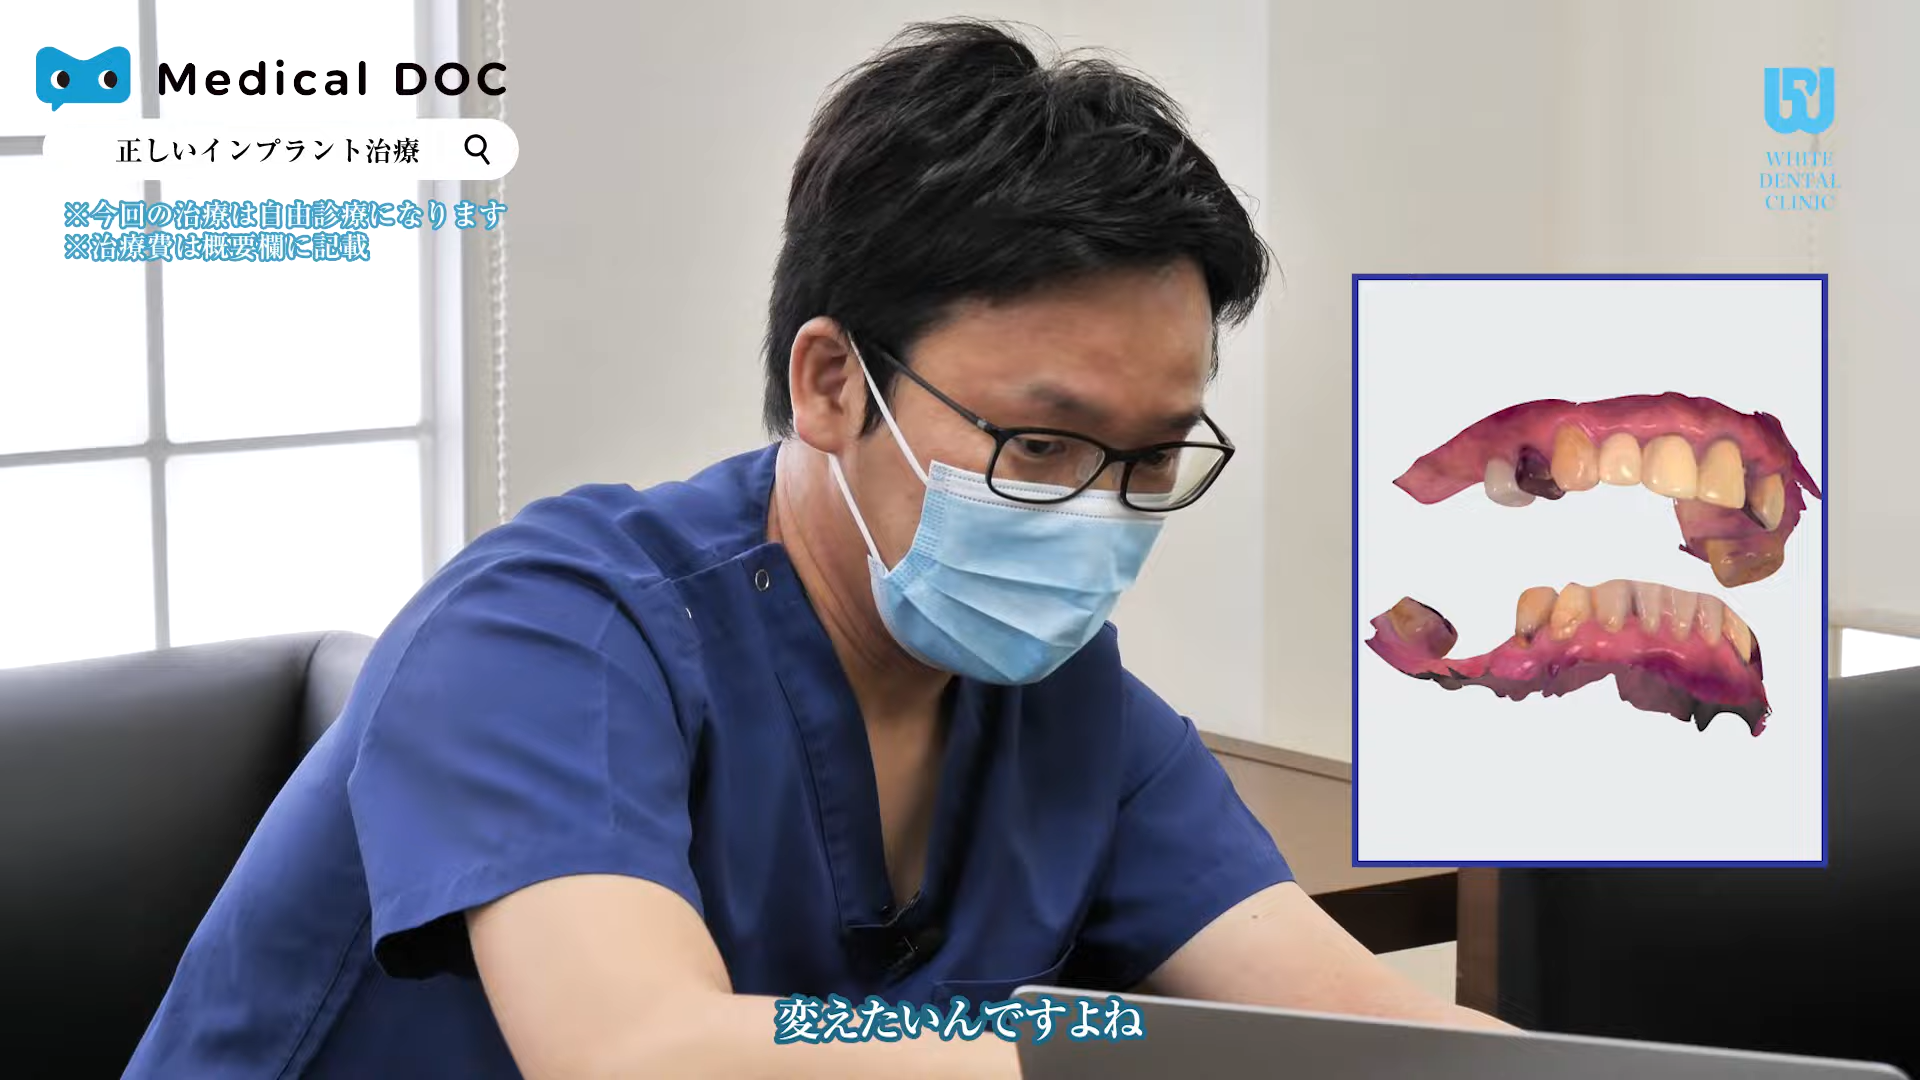 Medical DOC
正しいインプラント治療
※今回の治療は自由診療になります
※治療費は概要欄に記載
WHITE
DENTAL
CLINIC
変えたいんですよね